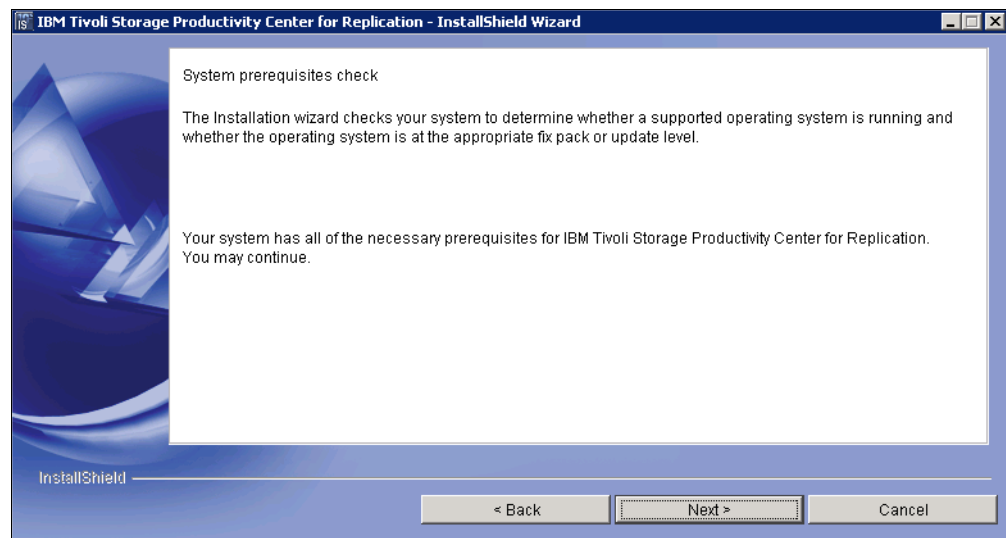 IBM Tivoli Storage Productivity Center for Replication - InstallShield Wizard
System prerequisites check
The Installation wizard checks your system to determine whether a supported operating system is running and
whether the operating system is at the appropriate fix pack or update level.
Your system has all of the necessary prerequisites for IBM Tivoli Storage Productivity Center for Replication.
You may continue.
InstallShield
< Back
Next >
Cancel